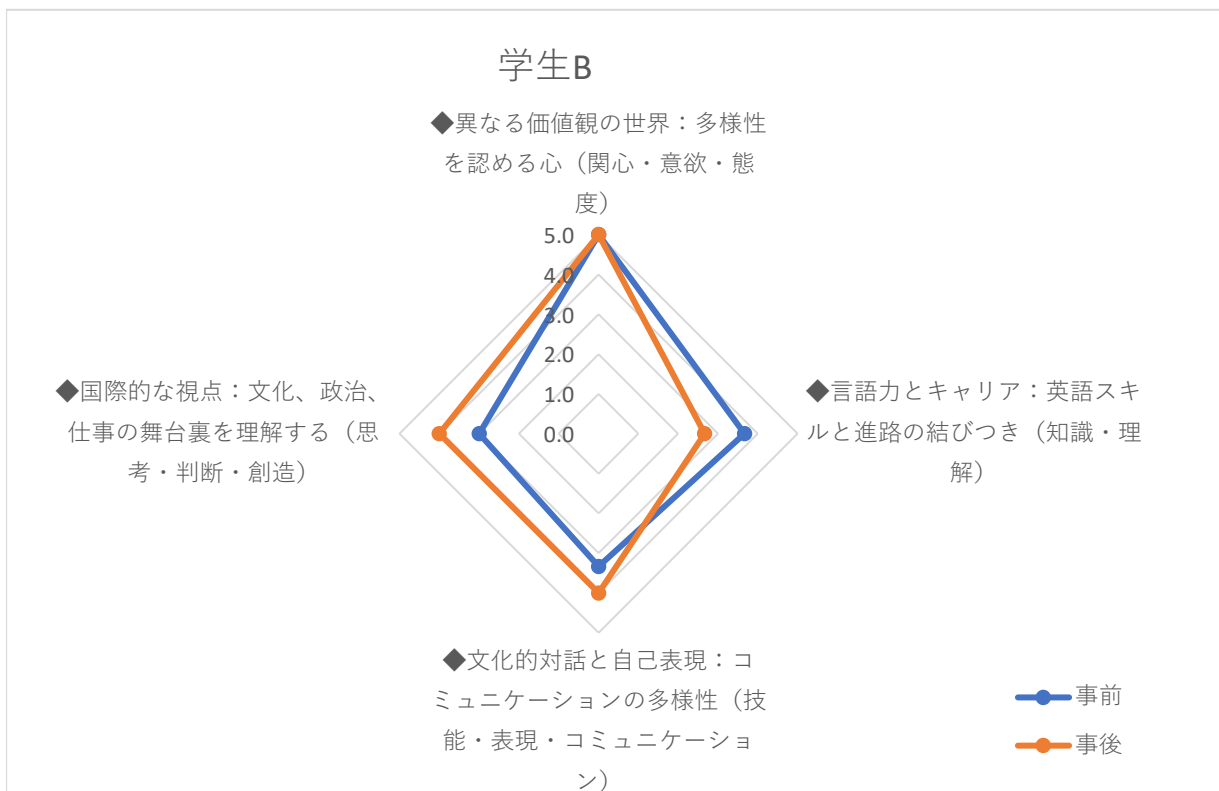 学生B
◆異なる価値観の世界：多様性
を認める心（関心・意欲・態
度）
5.0
4.0
3.0
2.0
1.0
0.0
◆国際的な視点：文化、政治、
仕事の舞台裏を理解する（思
考・判断・創造）
◆言語力とキャリア：英語スキ
ルと進路の結びつき（知識・理
解）
◆文化的対話と自己表現：コ
ミュニケーションの多様性（技
能・表現・コミュニケーショ
ン）
事前
事後